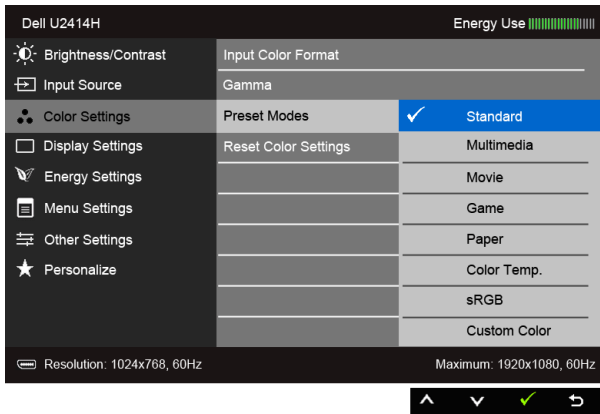 Dell U2414H Energy Use
Brightness/Contrast Input Color Format
Input Source Gamma
Color Settings Preset Modes Standard
Display Settings Reset Color Settings Multimedia
Energy Settings Movie
Menu Settings Game
Other Settings Paper
Personalize Color Temp.
sRGB
Custom Color
Resolution: 1024x768, 60Hz Maximum: 1920x1080, 60Hz